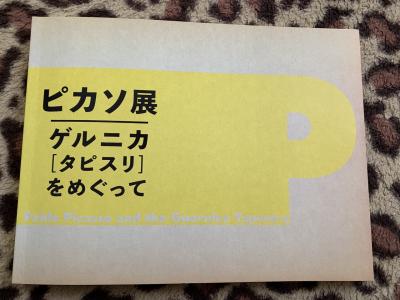 ピカソ展
ゲルニカ
[タピスリ]
をめぐって
P
Pablo Picasso and the Guernica Tapestry